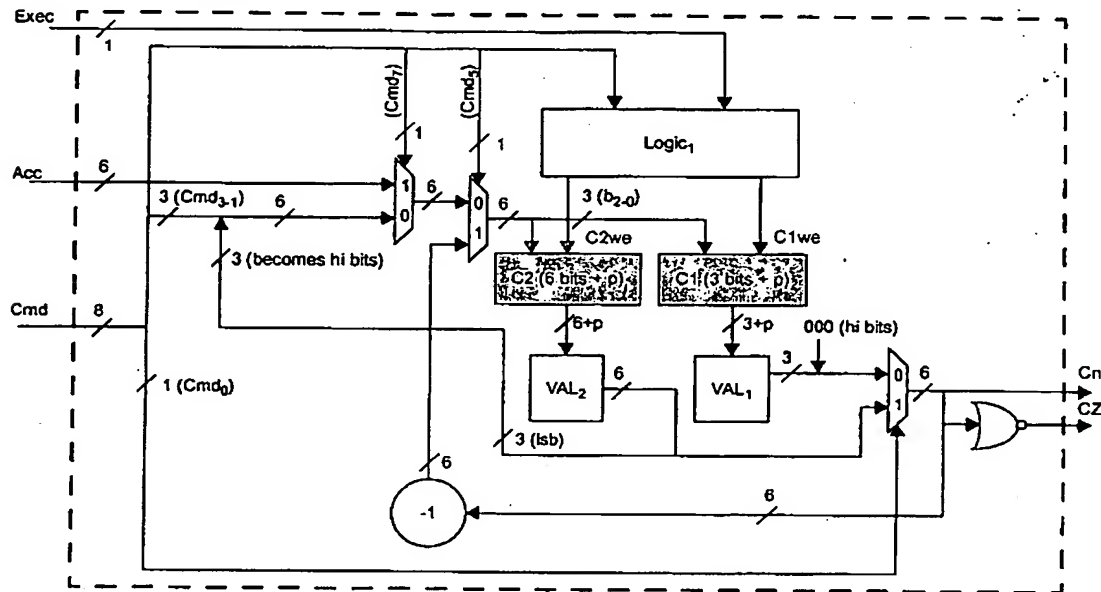 Exec
1
(Cmd₇)
(Cmd₅)
1
1
Logic₁
Acc
6
1
0
6
0
1
6
3 (Cmd₃₋₁)
6
3 (b₂₋₀)
C2we
C1we
3 (becomes hi bits)
C2 (6 bits + p)
C1 (3 bits + p)
Cmd
8
6+p
3+p
000 (hi bits)
1 (Cmd₀)
VAL₂
6
VAL₁
3
0
1
6
Cn
CZ
3 (lsb)
6
-1
6